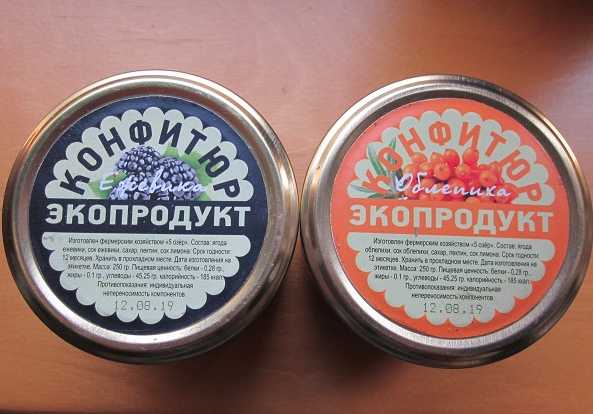 КОНФИТЮР
Ежевика
ЭКОПРОДУКТ
Изготовлен фермерским хозяйством «5 озёр». Состав: ягода
ежевики, сок ежевики, сахар, пектин, сок лимона. Срок годности:
12 месяцев. Хранить в прохладном месте. Дата изготовления на
этикетке. Масса: 250 гр. Пищевая ценность: белки - 0.28 гр.,
жиры - 0.1 гр., углеводы - 45.25 гр, калорийность - 185 ккал.
Противопоказания: индивидуальная
непереносимость компонентов.
12.08.19
КОНФИТЮР
Облепиха
ЭКОПРОДУКТ
Изготовлен фермерским хозяйством «5 озёр». Состав: ягода
облепихи, сок облепихи, сахар, пектин, сок лимона. Срок годности:
12 месяцев. Хранить в прохладном месте. Дата изготовления на
этикетке. Масса: 250 гр. Пищевая ценность: белки - 0.28 гр.,
жиры - 0.1 гр., углеводы - 45.25 гр, калорийность - 185 ккал.
Противопоказания: индивидуальная
непереносимость компонентов.
12.08.19